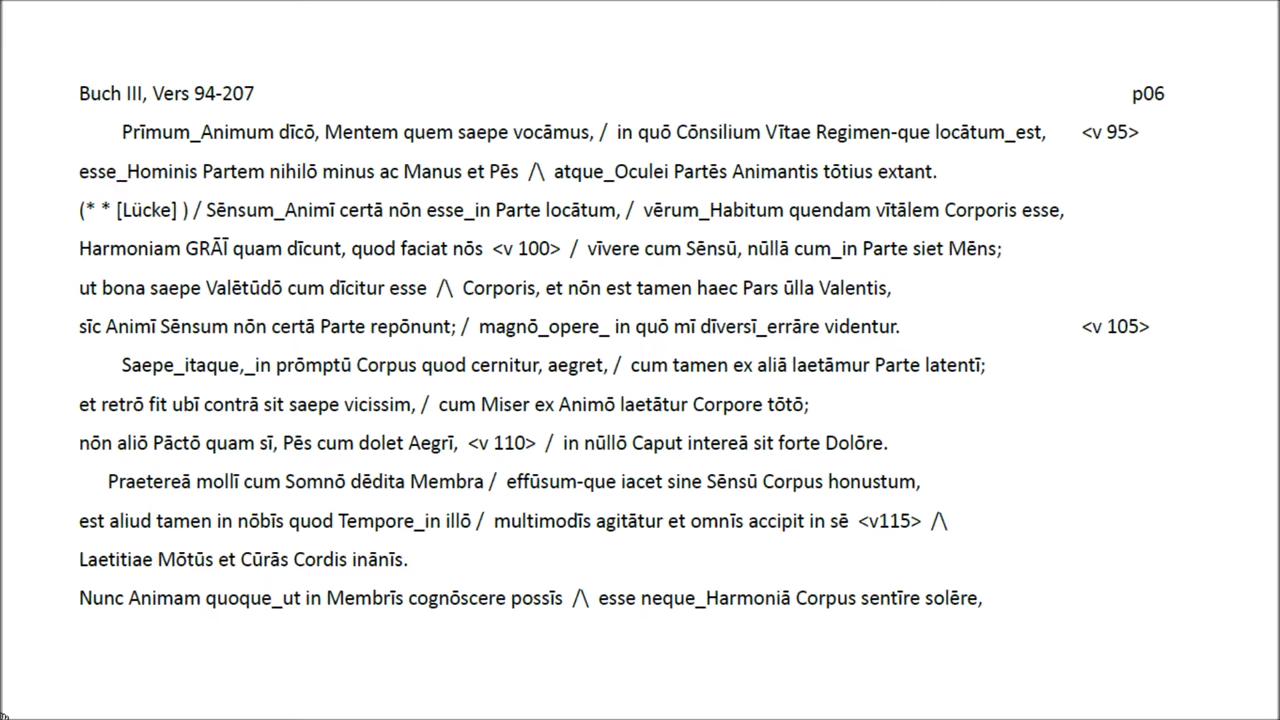 Buch III, Vers 94-207 p06
Prīmum_Animum dīcō, Mentem quem saepe vocāmus, / in quō Cōnsilium Vītae Regimen-que locātum_est, <v 95>
esse_Hominis Partem nihilō minus ac Manus et Pēs /\ atque_Oculei Partēs Animantis tōtius extant.
(* * [Lücke] ) / Sēnsum_Animī certā nōn esse_in Parte locātum, / vērum_Habitum quendam vītālem Corporis esse,
Harmoniam GRĀĪ quam dīcunt, quod faciat nōs <v 100> / vīvere cum Sēnsū, nūllā cum_in Parte siet Mēns;
ut bona saepe Valētūdō cum dīcitur esse /\ Corporis, et nōn est tamen haec Pars ūlla Valentis,
sīc Animī Sēnsum nōn certā Parte repōnunt; / magnō_opere_ in quō mī dīversī_errāre videntur. <v 105>
Saepe_itaque,_in prōmptū Corpus quod cernitur, aegret, / cum tamen ex aliā laetāmur Parte latentī;
et retrō fit ubī contrā sit saepe vicissim, / cum Miser ex Animō laetātur Corpore tōtō;
nōn aliō Pāctō quam sī, Pēs cum dolet Aegrī, <v 110> / in nūllō Caput intereā sit forte Dolōre.
Praetereā mollī cum Somnō dēdita Membra / effūsum-que iacet sine Sēnsū Corpus honustum,
est aliud tamen in nōbīs quod Tempore_in illō / multimodīs agitātur et omnīs accipit in sē <v115> /\
Laetitiae Mōtūs et Cūrās Cordis inānīs.
Nunc Animam quoque_ut in Membrīs cognōscere possīs /\ esse neque_Harmoniā Corpus sentīre solēre,